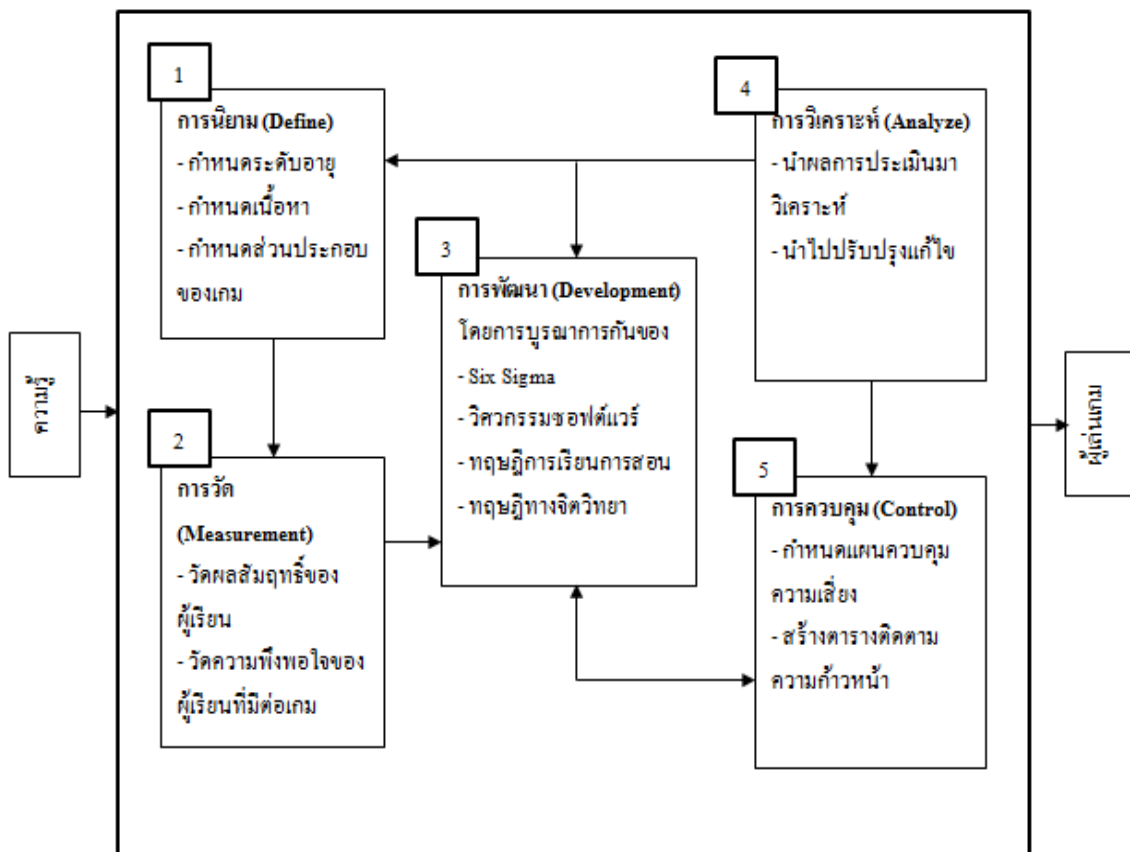 ความรู้
1
การนิยาม (Define)
- กำหนดระดับอายุ
- กำหนดเนื้อหา
- กำหนดส่วนประกอบ
ของเกม
2
การวัด
(Measurement)
- วัดผลสัมฤทธิ์ของ
ผู้เรียน
- วัดความพึงพอใจของ
ผู้เรียนที่มีต่อเกม
3
การพัฒนา (Development)
โดยการบูรณาการกันของ
- Six Sigma
- วิศวกรรมซอฟต์แวร์
- ทฤษฎีการเรียนการสอน
- ทฤษฎีทางจิตวิทยา
4
การวิเคราะห์ (Analyze)
- นำผลการประเมินมา
วิเคราะห์
- นำไปปรับปรุงแก้ไข
5
การควบคุม (Control)
- กำหนดแผนควบคุม
ความเสี่ยง
- สร้างตารางติดตาม
ความก้าวหน้า
ผู้เล่นเกม